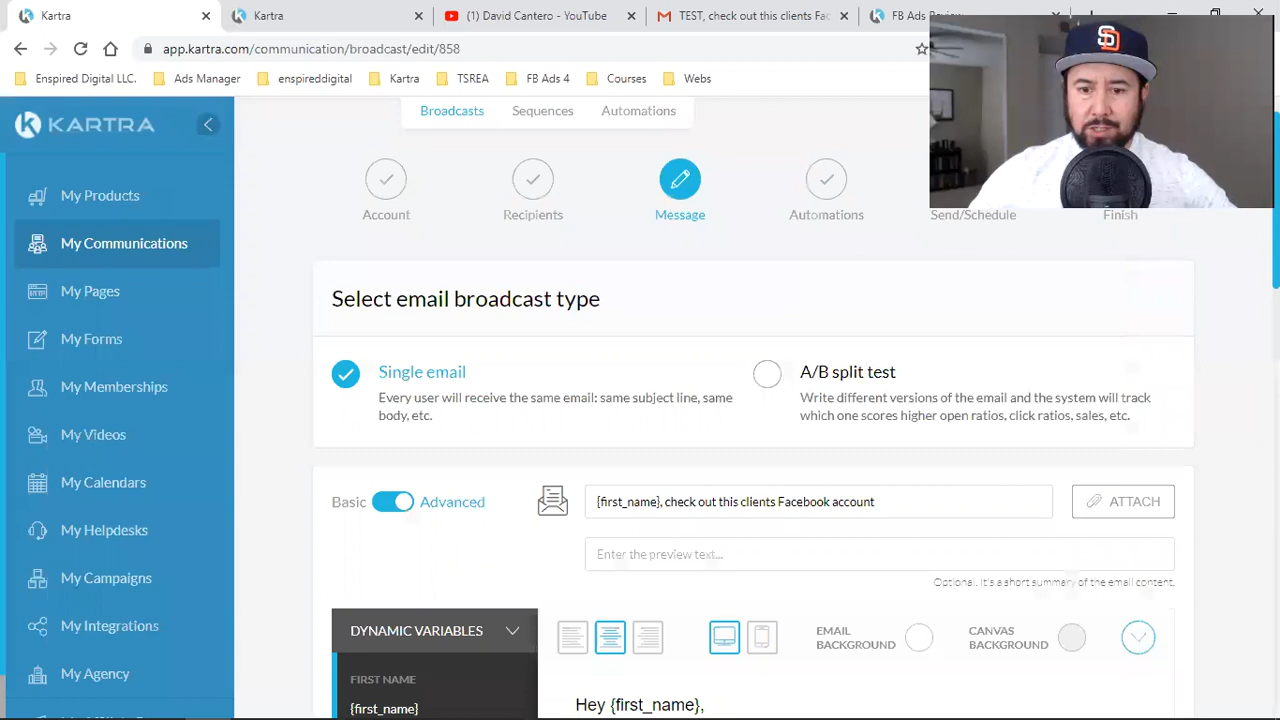 Kartra
Kartra
(1) David Cantero - YouTube
TEST, check out this clients Fac
FB Ads Review
app.kartra.com/communication/broadcast/edit/858
Enspired Digital LLC.
Ads Manager
enspireddigital
Kartra
TSREA
FB Ads 4
Courses
Webs
KARTRA
Broadcasts
Sequences
Automations
SD
Account
Recipients
Message
Automations
Send/Schedule
Finish
My Products
My Communications
My Pages
My Forms
My Memberships
My Videos
My Calendars
My Helpdesks
My Campaigns
My Integrations
My Agency
Select email broadcast type
Single email
Every user will receive the same email: same subject line, same
body, etc.
A/B split test
Write different versions of the email and the system will track
which one scores higher open ratios, click ratios, sales, etc.
Basic
Advanced
{first_name}, check out this clients Facebook account
ATTACH
Enter the preview text...
Optional. It's a short summary of the email content.
DYNAMIC VARIABLES
EMAIL
BACKGROUND
CANVAS
BACKGROUND
FIRST NAME
{first_name}
Hey {first_name},